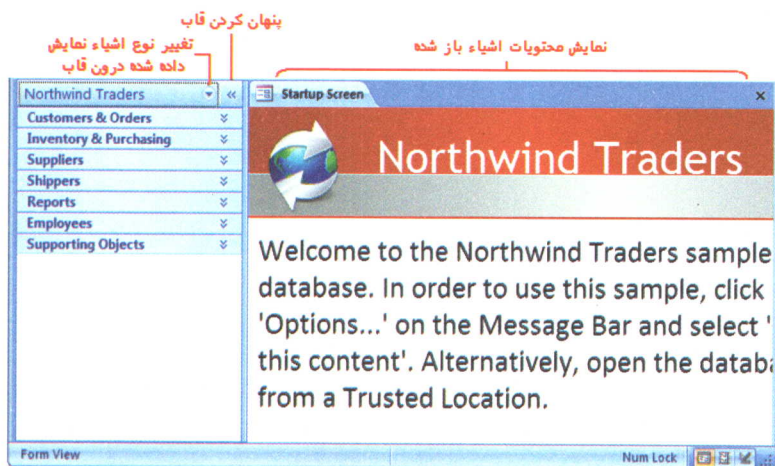 پنهان کردن قاب
تغییر نوع اشیاء نمایش
داده شده درون قاب
نمایش محتویات اشیاء باز شده
Northwind Traders
Customers & Orders
Inventory & Purchasing
Suppliers
Shippers
Reports
Employees
Supporting Objects
Startup Screen
Northwind Traders
Welcome to the Northwind Traders sample
database. In order to use this sample, click
'Options...' on the Message Bar and select '
this content'. Alternatively, open the databa
from a Trusted Location.
Form View
Num Lock